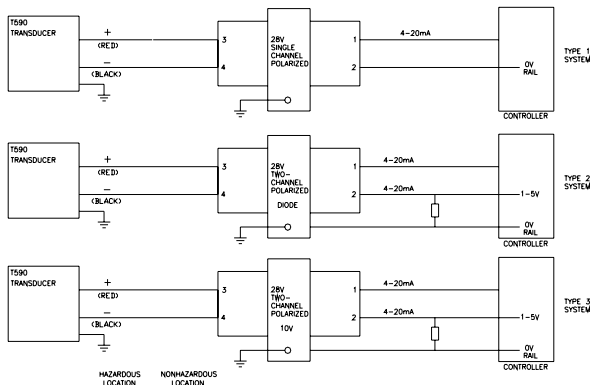 T590
TRANSDUCER
+
(RED)
−
(BLACK)
3
4
28V
SINGLE
CHANNEL
POLARIZED
1
2
4-20mA
0V
RAIL
CONTROLLER
TYPE 1
SYSTEM
T590
TRANSDUCER
+
(RED)
−
(BLACK)
3
4
28V
TWO-
CHANNEL
POLARIZED
DIODE
1
2
4-20mA
4-20mA
1-5V
0V
RAIL
CONTROLLER
TYPE 2
SYSTEM
T590
TRANSDUCER
+
(RED)
−
(BLACK)
3
4
28V
TWO-
CHANNEL
POLARIZED
10V
1
2
4-20mA
4-20mA
1-5V
0V
RAIL
CONTROLLER
TYPE 3
SYSTEM
HAZARDOUS
LOCATION
NONHAZARDOUS
LOCATION